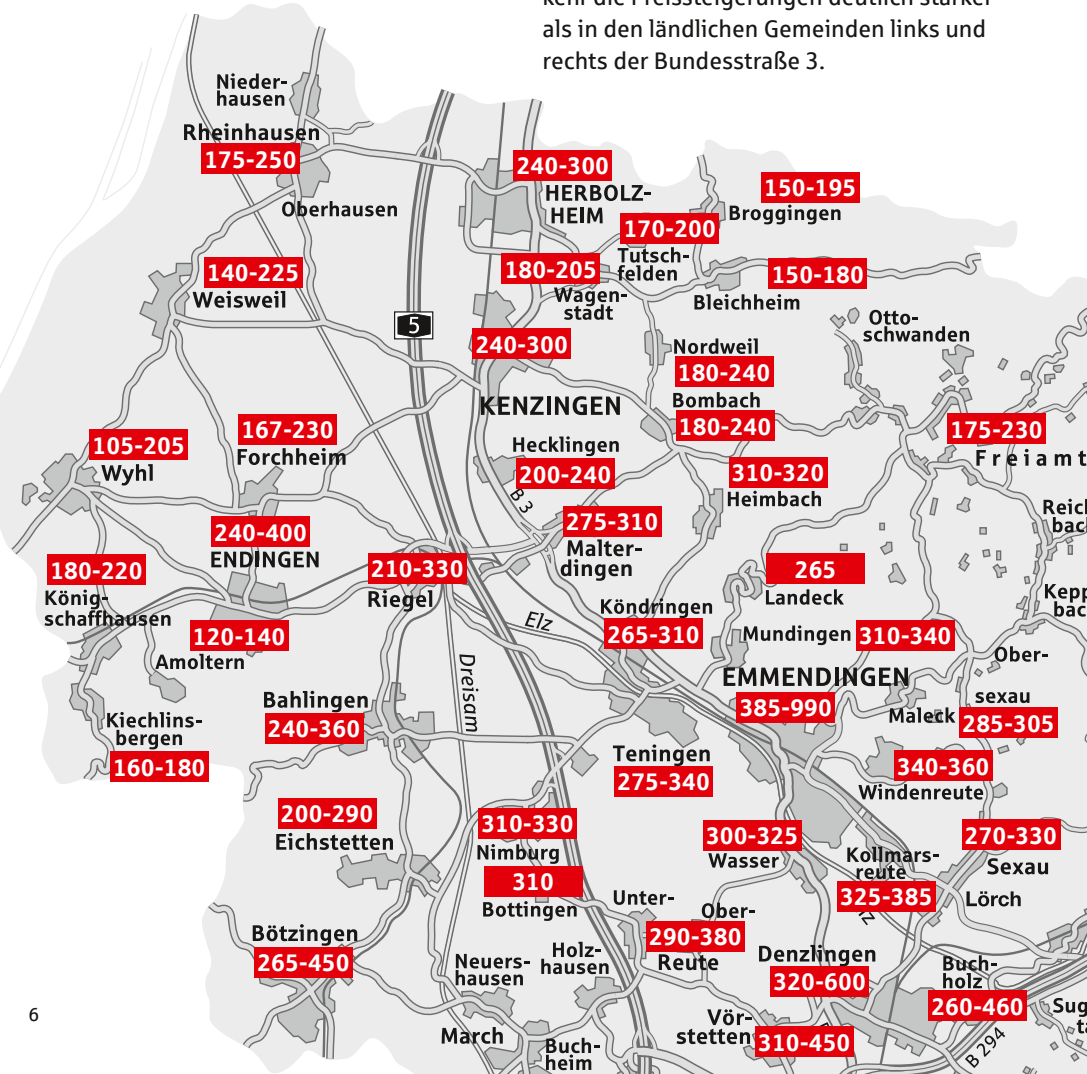 als in den ländlichen Gemeinden links und
rechts der Bundesstraße 3.
Nieder-
hausen
Rheinhausen
175-250
Oberhausen
240-300
HERBOLZ-
HEIM
150-195
Broggingen
170-200
Tutsch-
felden
140-225
Weisweil
180-205
Wagen-
stadt
150-180
Bleichheim
5
Otto-
schwanden
240-300
KENZINGEN
Nordweil
180-240
Bombach
180-240
105-205
Wyhl
167-230
Forchheim
Hecklingen
200-240
B 3
175-230
Freiamt
310-320
Heimbach
240-400
ENDINGEN
275-310
Malter-
dingen
180-220
König-
schaffhausen
210-330
Riegel
265
Landeck
120-140
Amoltern
Elz
Köndringen
265-310
Mundingen
310-340
Ober-
sexau
285-305
Dreisam
EMMENDINGEN
385-990
Maleck
Bahlingen
240-360
Kiechlins-
bergen
160-180
Teningen
275-340
340-360
Windenreute
200-290
Eichstetten
310-330
Nimburg
310
Bottingen
300-325
Wasser
Kollmars-
reute
325-385
270-330
Sexau
Lörch
Unter-
Ober-
290-380
Reute
Bötzingen
265-450
Neuers-
hausen
Holz-
hausen
Denzlingen
320-600
Buch-
holz
260-460
March
Buch-
heim
Vör-
stetten
310-450
B 294
6